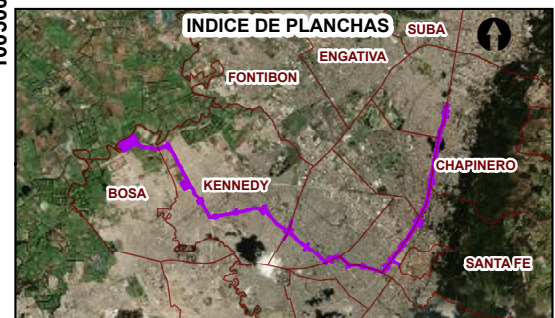 INDICE DE PLANCHAS
SUBA
ENGATIVA
FONTIBON
CHAPINERO
KENNEDY
BOSA
SANTA FE